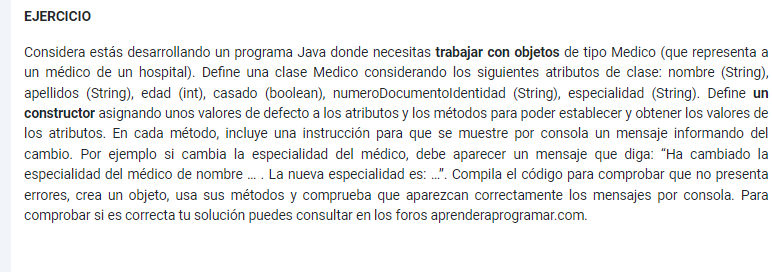 EJERCICIO
Considera estás desarrollando un programa Java donde necesitas trabajar con objetos de tipo Medico (que representa a
un médico de un hospital). Define una clase Medico considerando los siguientes atributos de clase: nombre (String),
apellidos (String), edad (int), casado (boolean), numeroDocumentoIdentidad (String), especialidad (String). Define un
constructor asignando unos valores de defecto a los atributos y los métodos para poder establecer y obtener los valores de
los atributos. En cada método, incluye una instrucción para que se muestre por consola un mensaje informando del
cambio. Por ejemplo si cambia la especialidad del médico, debe aparecer un mensaje que diga: “Ha cambiado la
especialidad del médico de nombre ... . La nueva especialidad es: ...”. Compila el código para comprobar que no presenta
errores, crea un objeto, usa sus métodos y comprueba que aparezcan correctamente los mensajes por consola. Para
comprobar si es correcta tu solución puedes consultar en los foros aprenderaprogramar.com.